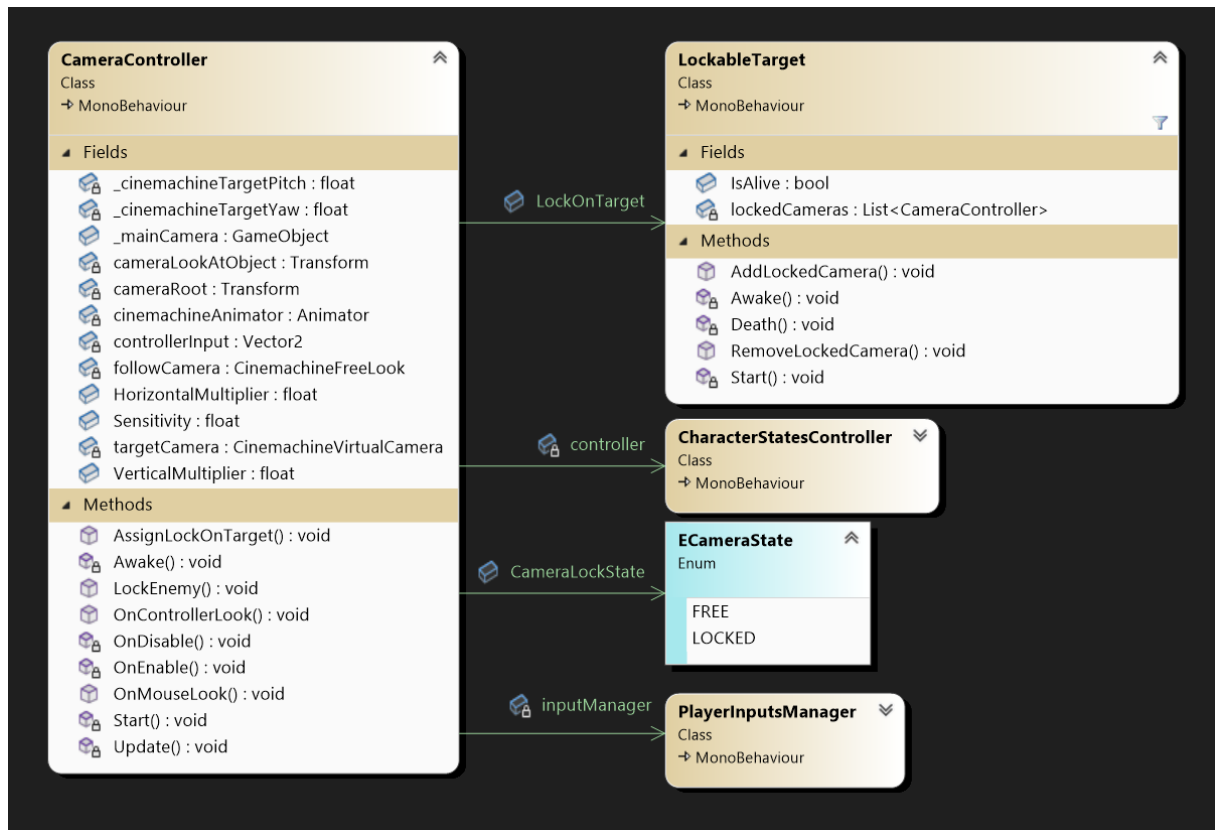 CameraController
Class
MonoBehaviour
Fields
_cinemachineTargetPitch : float
_cinemachineTargetYaw : float
_mainCamera : GameObject
cameraLookAtObject : Transform
cameraRoot : Transform
cinemachineAnimator : Animator
controllerInput : Vector2
followCamera : CinemachineFreeLook
HorizontalMultiplier : float
Sensitivity : float
targetCamera : CinemachineVirtualCamera
VerticalMultiplier : float
Methods
AssignLockOnTarget() : void
Awake() : void
LockEnemy() : void
OnControllerLook() : void
OnDisable() : void
OnEnable() : void
OnMouseLook() : void
Start() : void
Update() : void
LockOnTarget
controller
CameraLockState
inputManager
LockableTarget
Class
MonoBehaviour
Fields
IsAlive : bool
lockedCameras : List<CameraController>
Methods
AddLockedCamera() : void
Awake() : void
Death() : void
RemoveLockedCamera() : void
Start() : void
CharacterStatesController
Class
MonoBehaviour
ECameraState
Enum
FREE
LOCKED
PlayerInputsManager
Class
MonoBehaviour